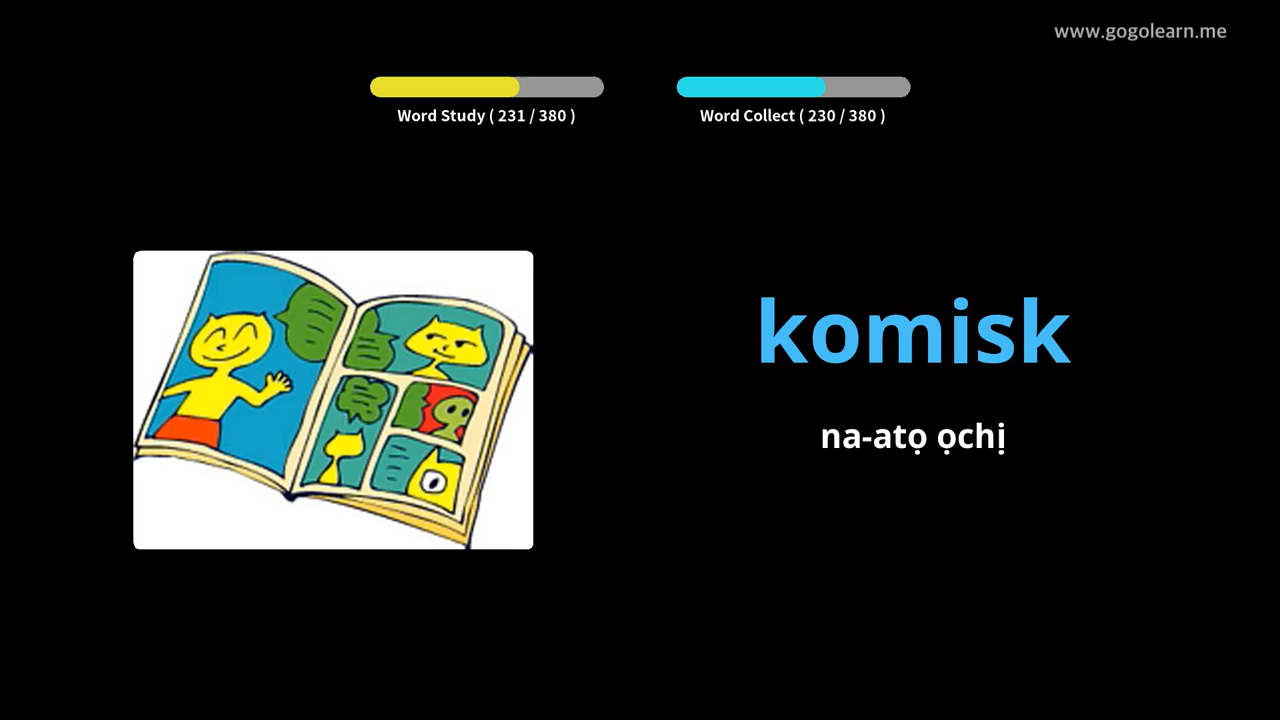 www.gogolearn.me
Word Study ( 231 / 380 )
Word Collect ( 230 / 380 )
komisk
na-atọ ọchị